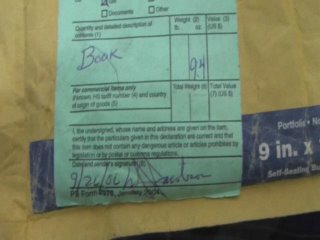 Gift
Documents Other
Quantity and detailed description of contents (1) Weight (2) lb. oz. Value (3) (US $)
Book
94
For commercial items only
If known, HS tariff number (4) and country of origin of goods (5)
Total Weight (6) Total Value (7) (US $)
I, the undersigned, whose name and address are given on the item,
certify that the particulars given in this declaration are correct and that
this item does not contain any dangerous article or articles prohibited by
legislation or by postal or customs regulations.
Date and sender's signature (8)
9/26/06
PS Form 2976, January 2004
Portfolio
9 in. x
Self-Sealing